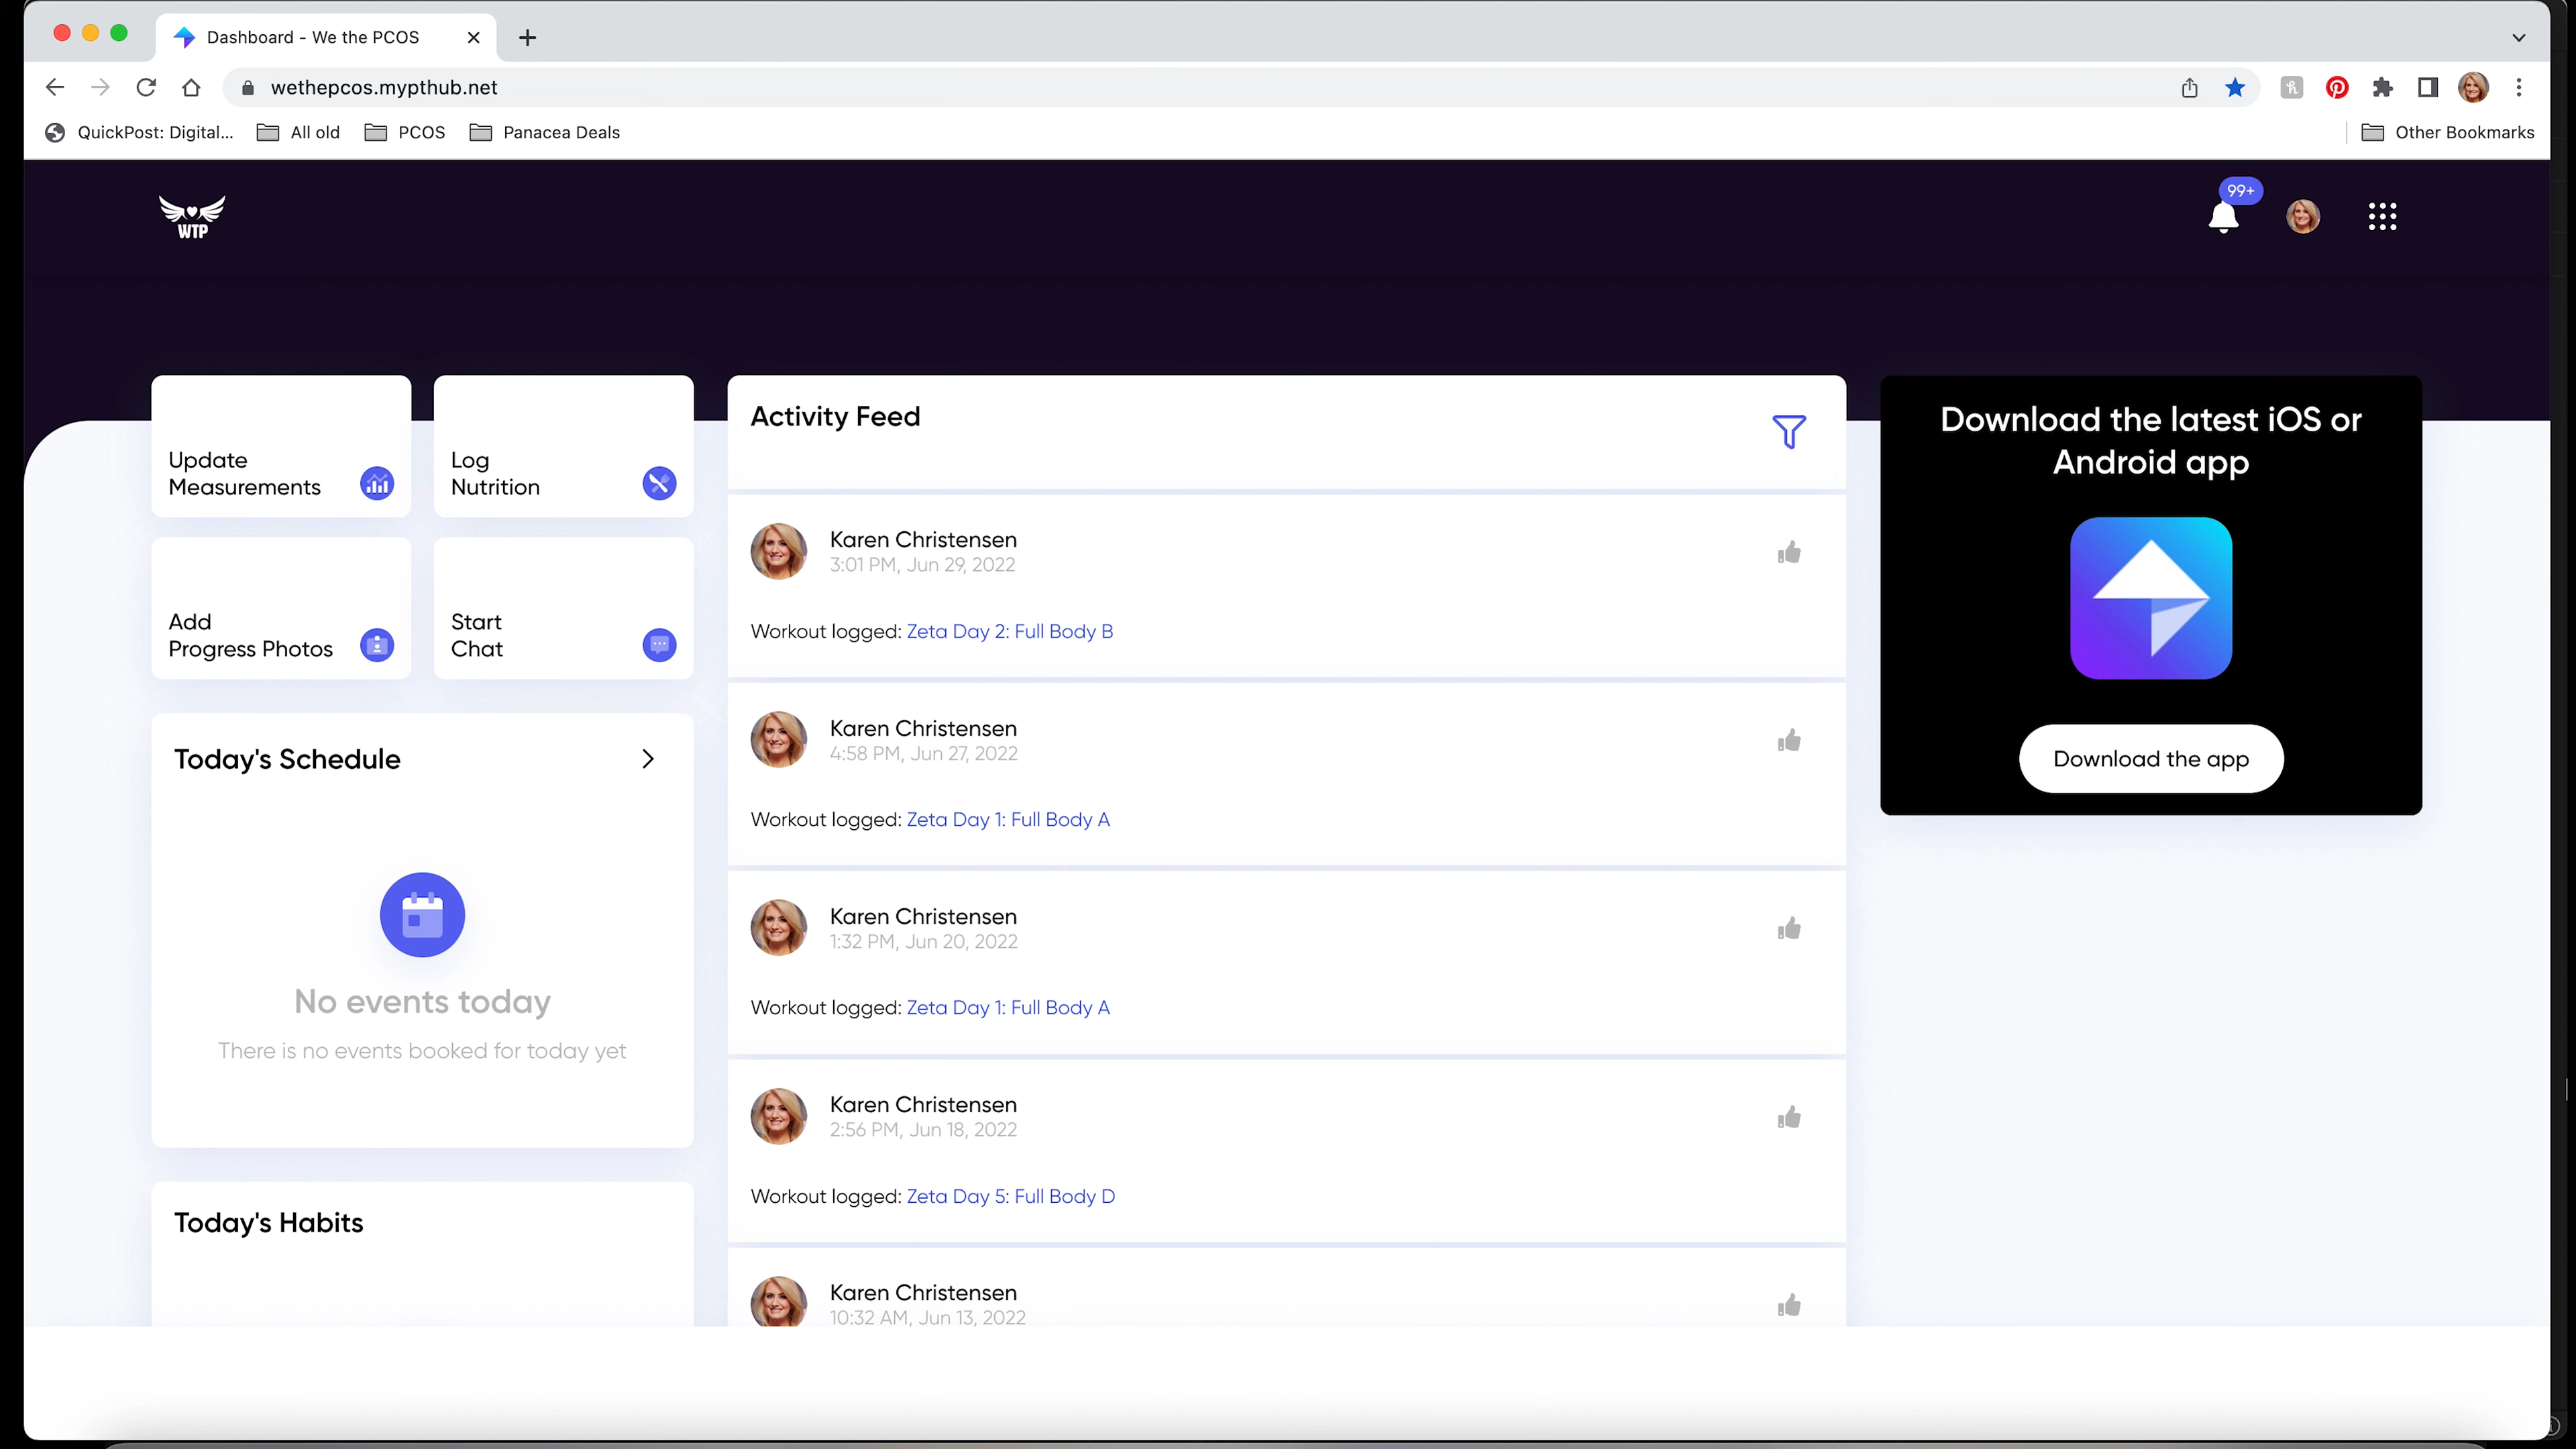 Dashboard - We the PCOS
wethepcos.mypthub.net
QuickPost: Digital...
All old
PCOS
Panacea Deals
Other Bookmarks
WTP
99+
Update
Measurements
Log
Nutrition
Add
Progress Photos
Start
Chat
Today's Schedule
No events today
There is no events booked for today yet
Today's Habits
Activity Feed
Karen Christensen
3:01 PM, Jun 29, 2022
Workout logged: Zeta Day 2: Full Body B
Karen Christensen
4:58 PM, Jun 27, 2022
Workout logged: Zeta Day 1: Full Body A
Karen Christensen
1:32 PM, Jun 20, 2022
Workout logged: Zeta Day 1: Full Body A
Karen Christensen
2:56 PM, Jun 18, 2022
Workout logged: Zeta Day 5: Full Body D
Karen Christensen
10:32 AM, Jun 13, 2022
Download the latest iOS or
Android app
Download the app